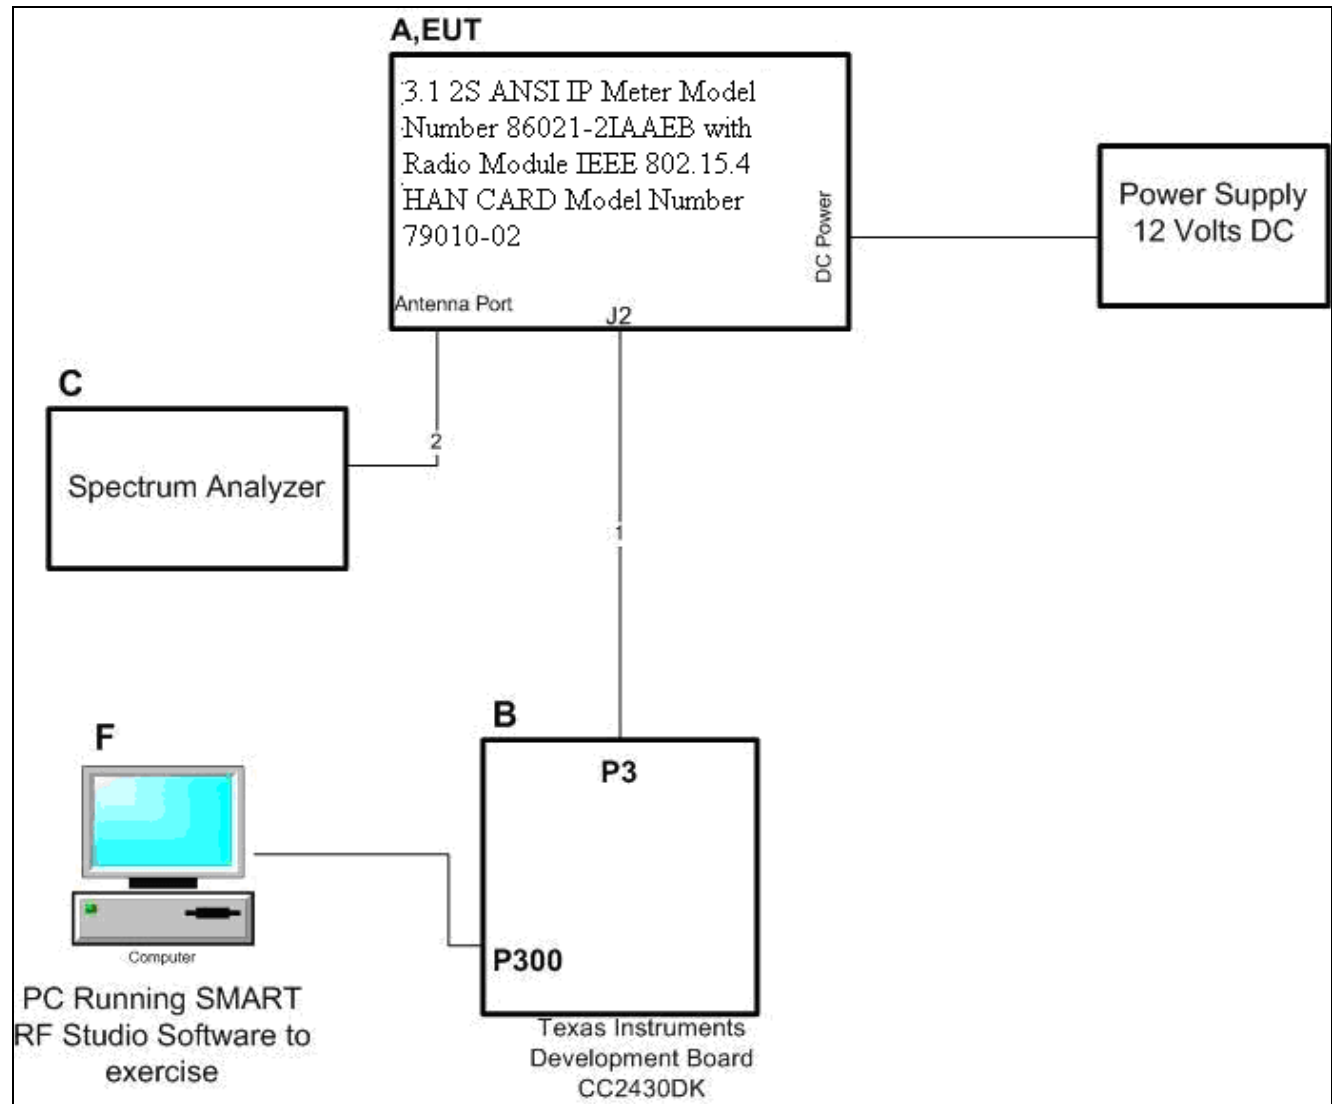 A,EUT
3.1 2S ANSI IP Meter Model
Number 86021-2IAAEB with
Radio Module IEEE 802.15.4
HAN CARD Model Number
79010-02
DC Power
Antenna Port
J2
Power Supply
12 Volts DC
C
Spectrum Analyzer
2
1
B
P3
P300
Texas Instruments
Development Board
CC2430DK
F
Computer
PC Running SMART
RF Studio Software to
exercise